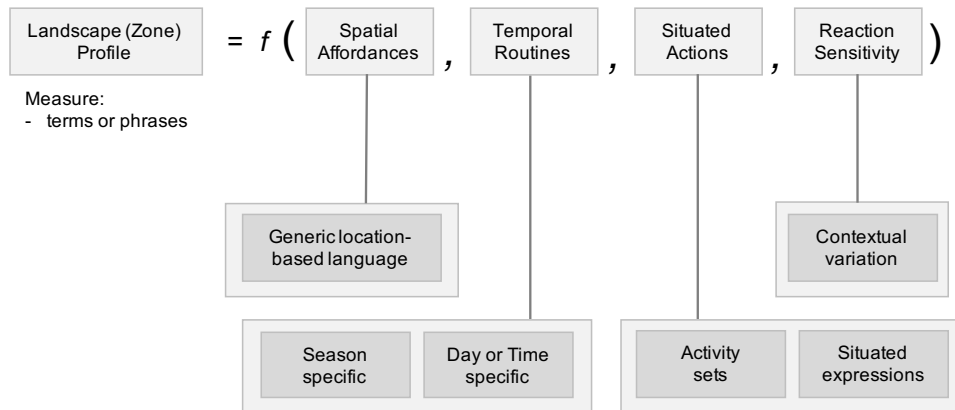 Landscape (Zone)
Profile
= f (
Spatial
Affordances
,
Temporal
Routines
,
Situated
Actions
,
Reaction
Sensitivity
)
Measure:
- terms or phrases
Generic location-
based language
Contextual
variation
Season
specific
Day or Time
specific
Activity
sets
Situated
expressions